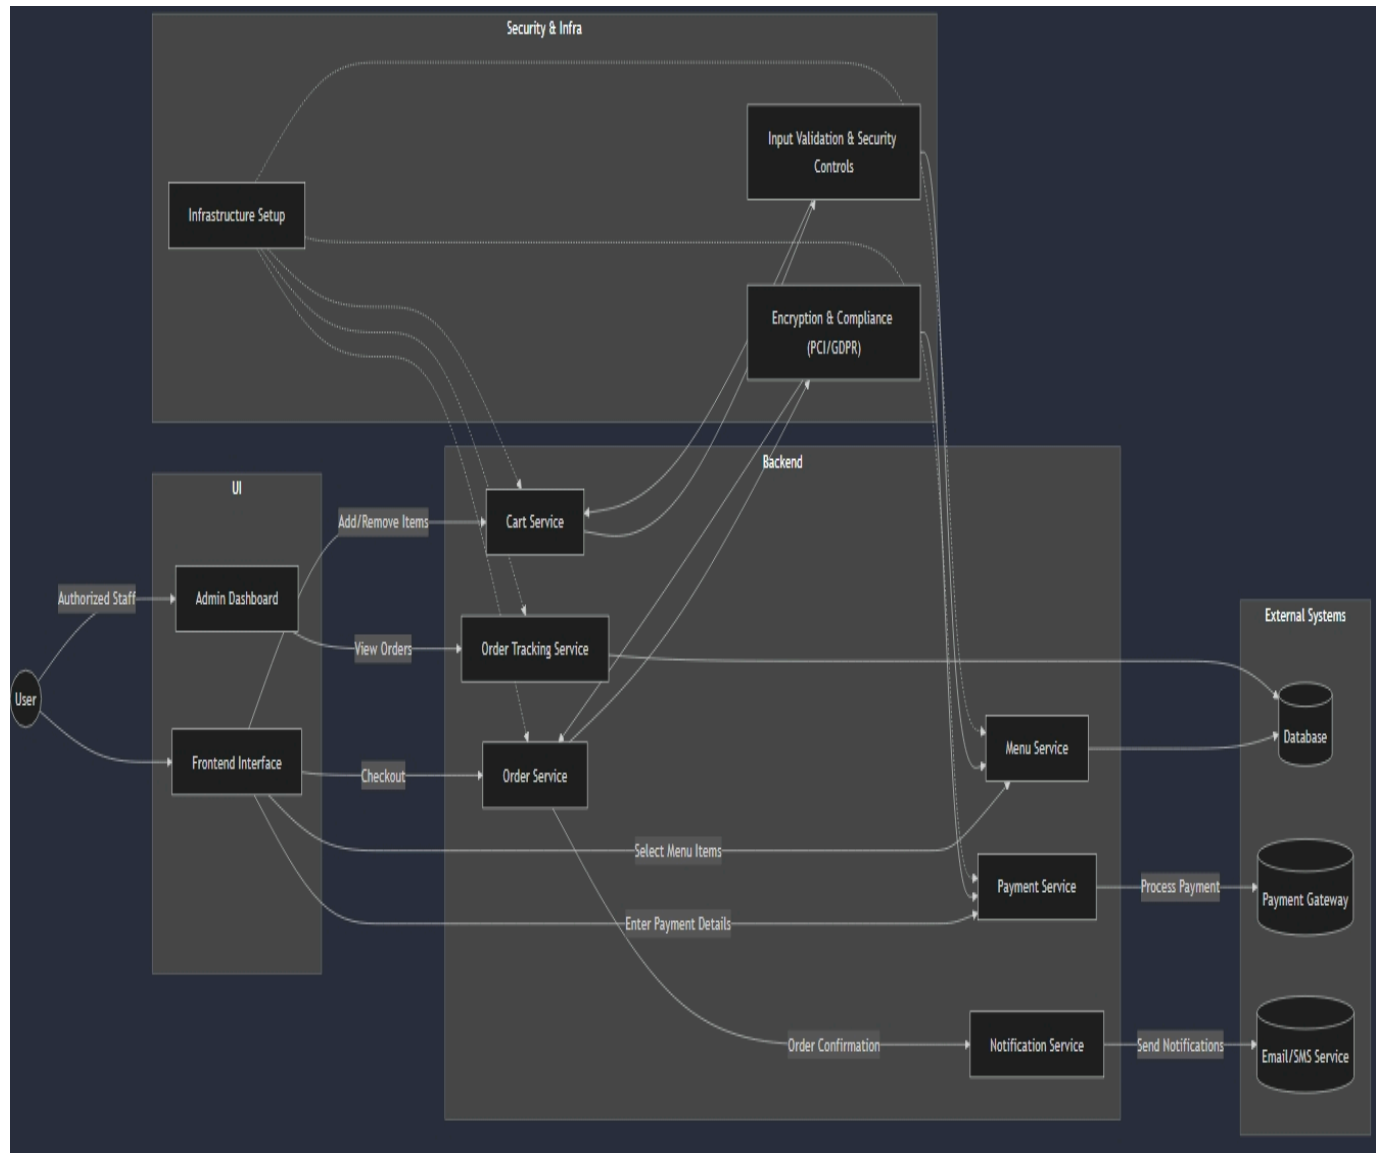 Security & Infra
Input Validation & Security
Controls
Infrastructure Setup
Encryption & Compliance
(PCI/GDPR)
Backend
UI
Add/Remove Items
Cart Service
Authorized Staff
Admin Dashboard
View Orders
Order Tracking Service
External Systems
User
Frontend Interface
Checkout
Order Service
Menu Service
Database
Select Menu Items
Payment Service
Process Payment
Payment Gateway
Enter Payment Details
Order Confirmation
Notification Service
Send Notifications
Email/SMS Service